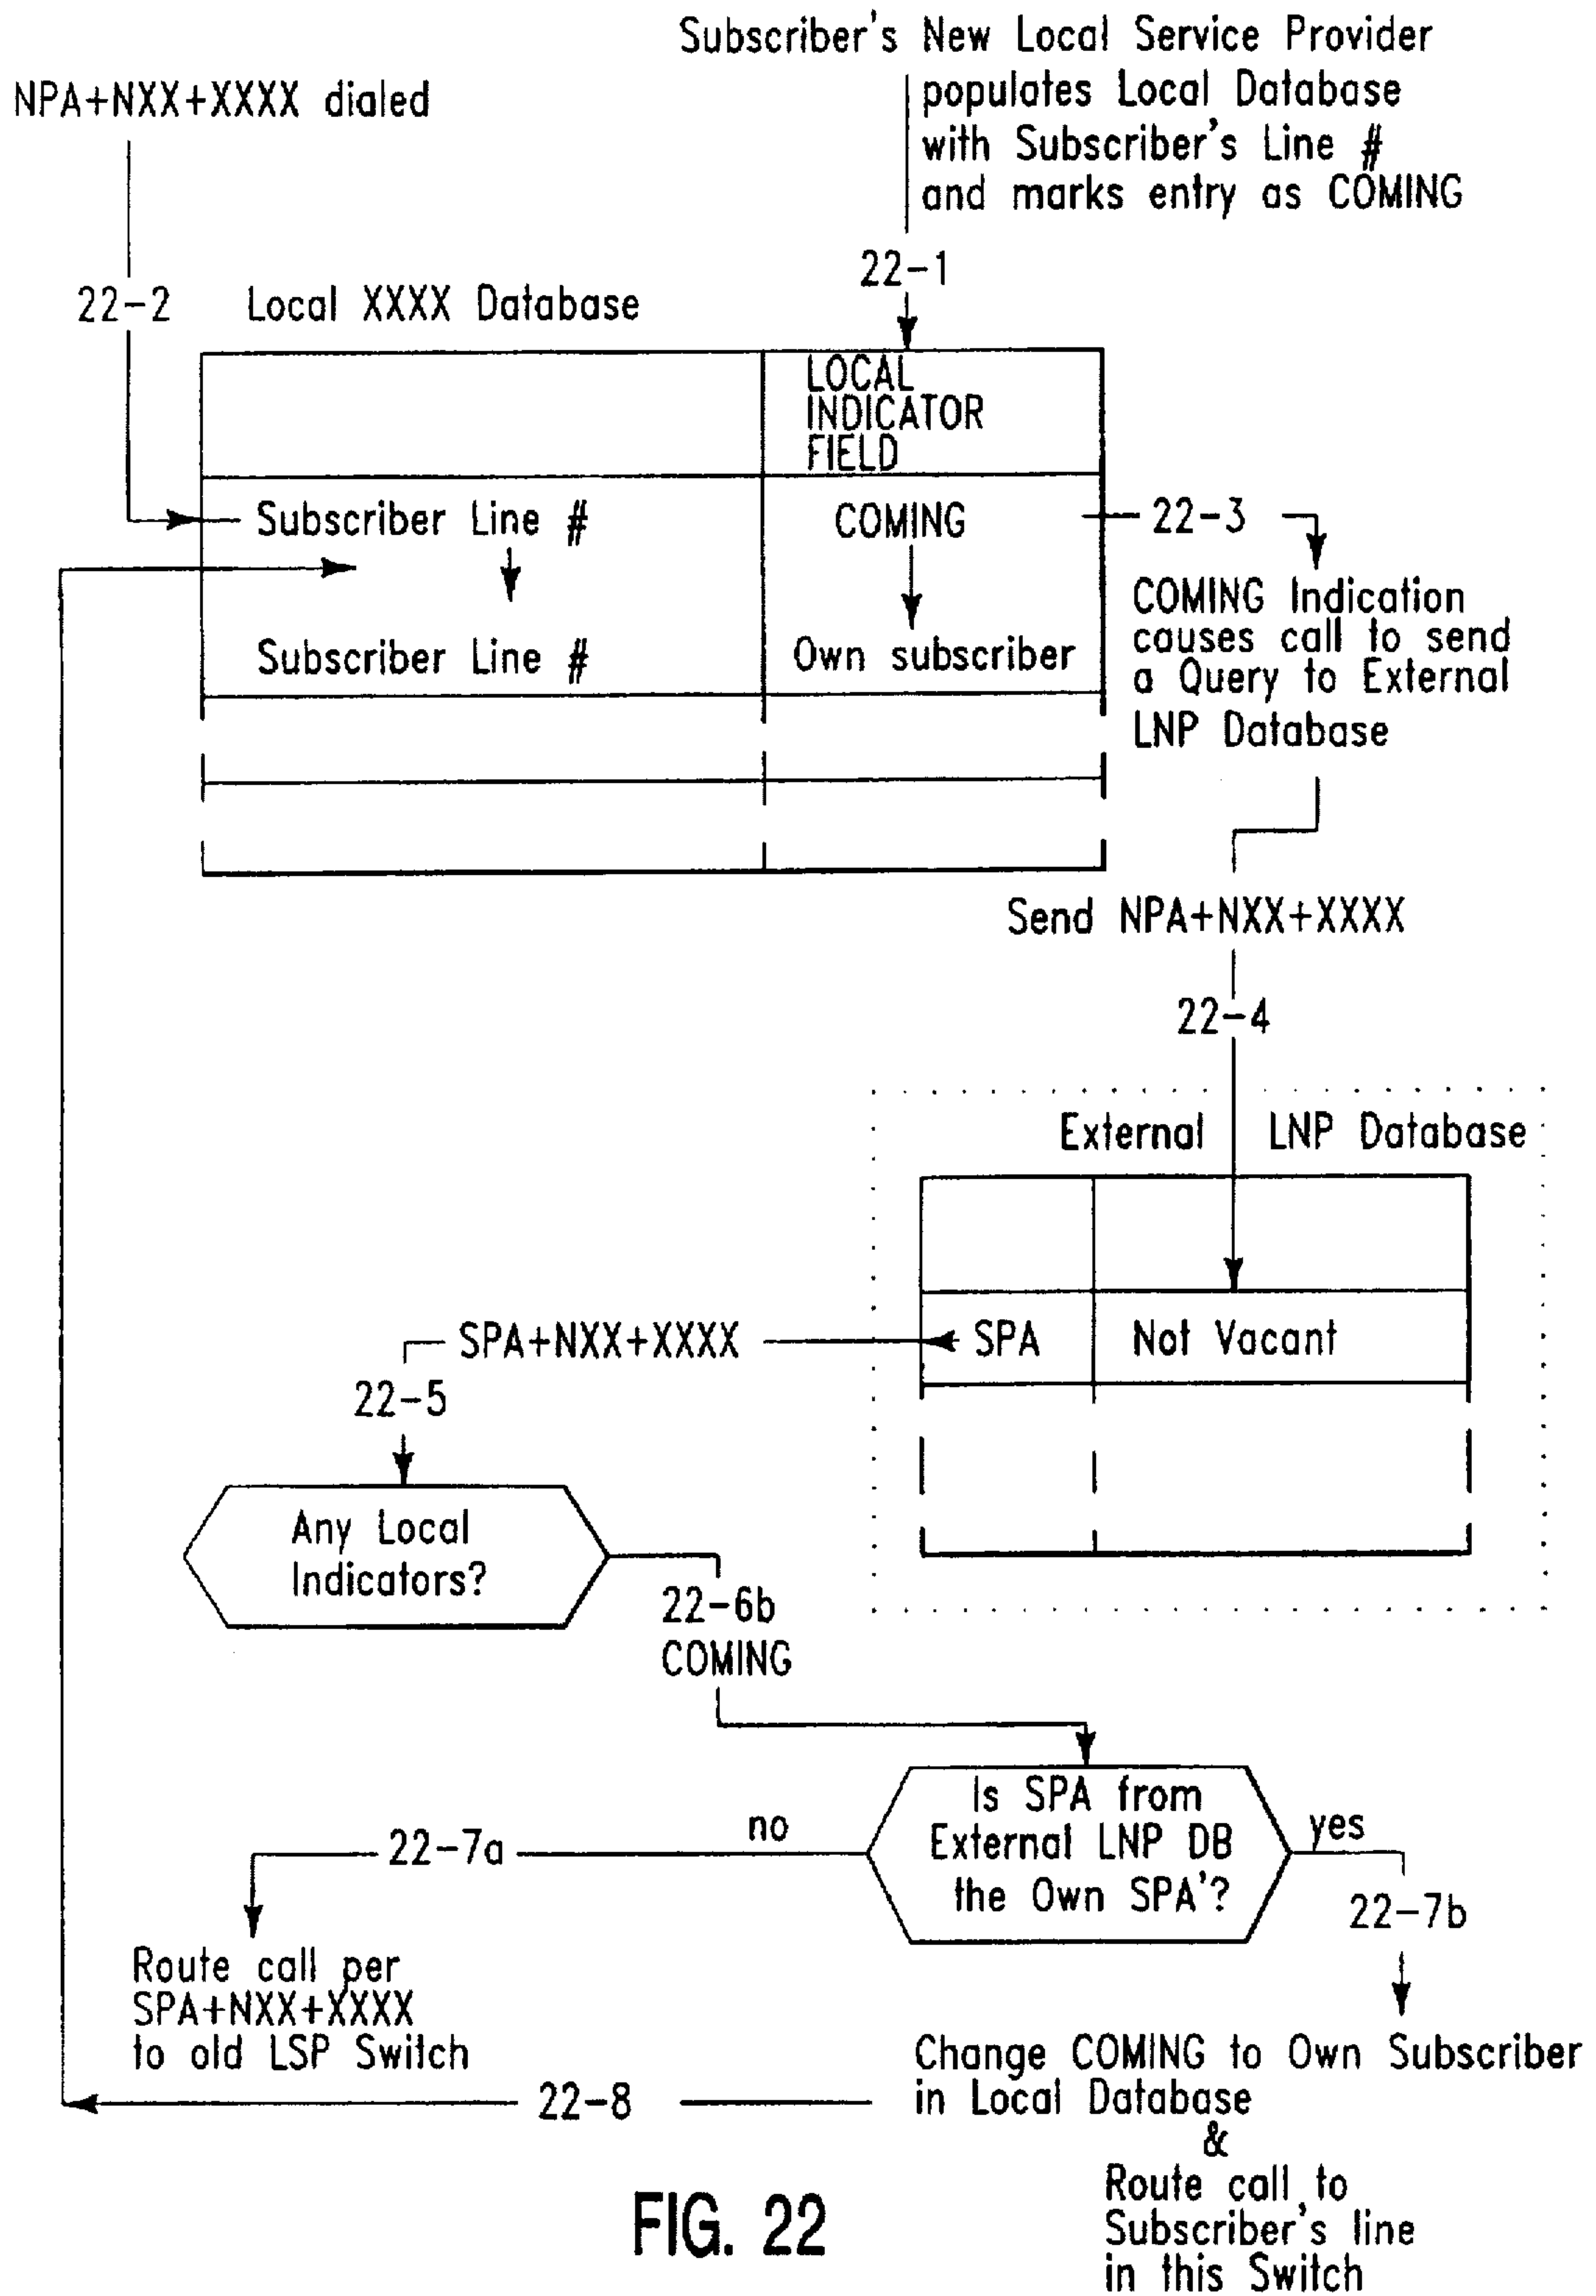 Subscriber's New Local Service Provider
populates Local Database
with Subscriber's Line #
and marks entry as COMING
NPA+NXX+XXXX dialed
22-1
22-2
Local XXXX Database
LOCAL
INDICATOR
FIELD
Subscriber Line #
COMING
22-3
Subscriber Line #
Own subscriber
COMING Indication
causes call to send
a Query to External
LNP Database
Send NPA+NXX+XXXX
22-4
External LNP Database
SPA+NXX+XXXX
SPA
Not Vacant
22-5
Any Local
Indicators?
22-6b
COMING
Is SPA from
External LNP DB
the Own SPA'?
no
yes
22-7a
22-7b
Route call per
SPA+NXX+XXXX
to old LSP Switch
Change COMING to Own Subscriber
in Local Database
&
Route call to
Subscriber's line
in this Switch
22-8
FIG. 22